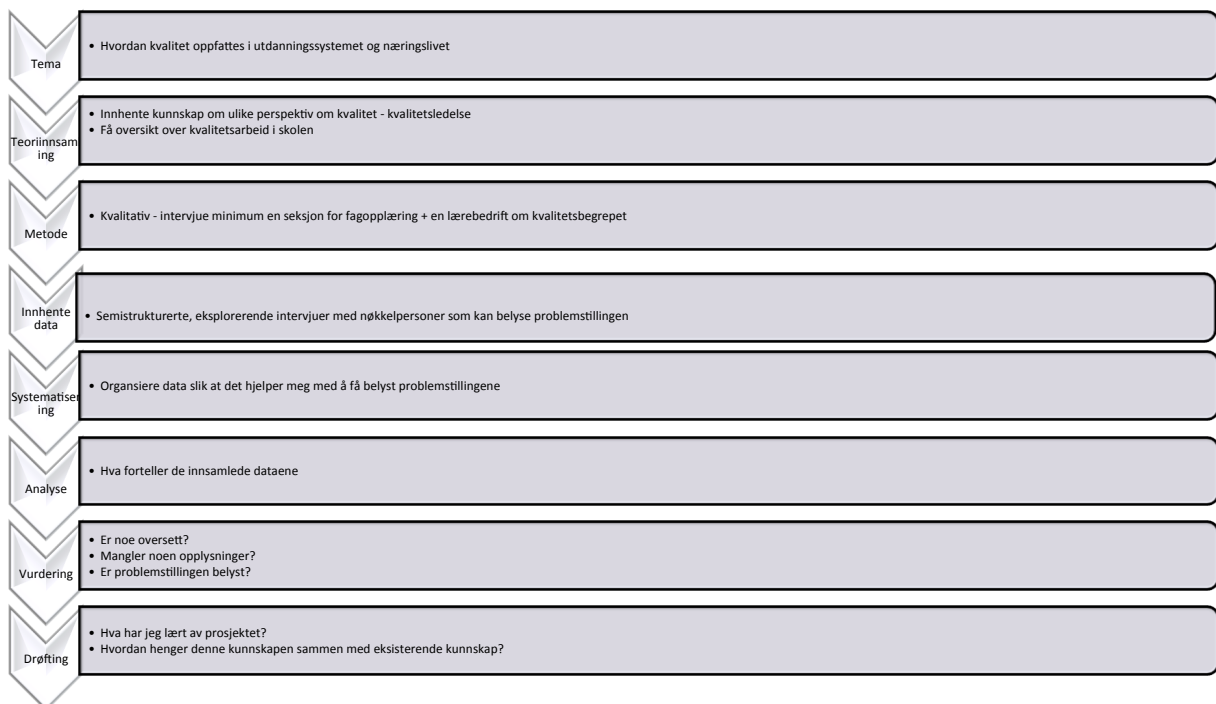 Tema
• Hvordan kvalitet oppfattes i utdanningssystemet og næringslivet
Teoriinnsam
ing
• Innhente kunnskap om ulike perspektiv om kvalitet - kvalitetsledelse
• Få oversikt over kvalitetsarbeid i skolen
Metode
• Kvalitativ - intervjue minimum en seksjon for fagopplæring + en lærebedrift om kvalitetsbegrepet
Innhente
data
• Semistrukturerte, eksplorerende intervjuer med nøkkelpersoner som kan belyse problemstillingen
Systematiser
ing
• Organsiere data slik at det hjelper meg med å få belyst problemstillingene
Analyse
• Hva forteller de innsamlede dataene
Vurdering
• Er noe oversett?
• Mangler noen opplysninger?
• Er problemstillingen belyst?
Drøfting
• Hva har jeg lært av prosjektet?
• Hvordan henger denne kunnskapen sammen med eksisterende kunnskap?